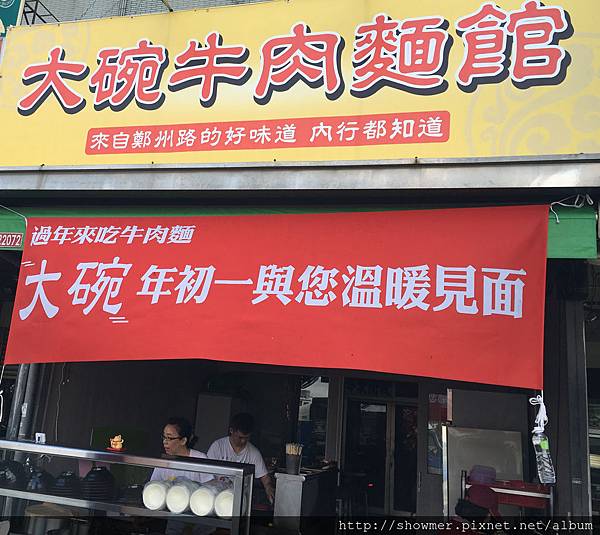 大碗牛肉麵館
來自鄭州路的好味道 內行都知道
22072
過年來吃牛肉麵
大碗 年初一與您溫暖見面
http://showmer.pixnet.net/album